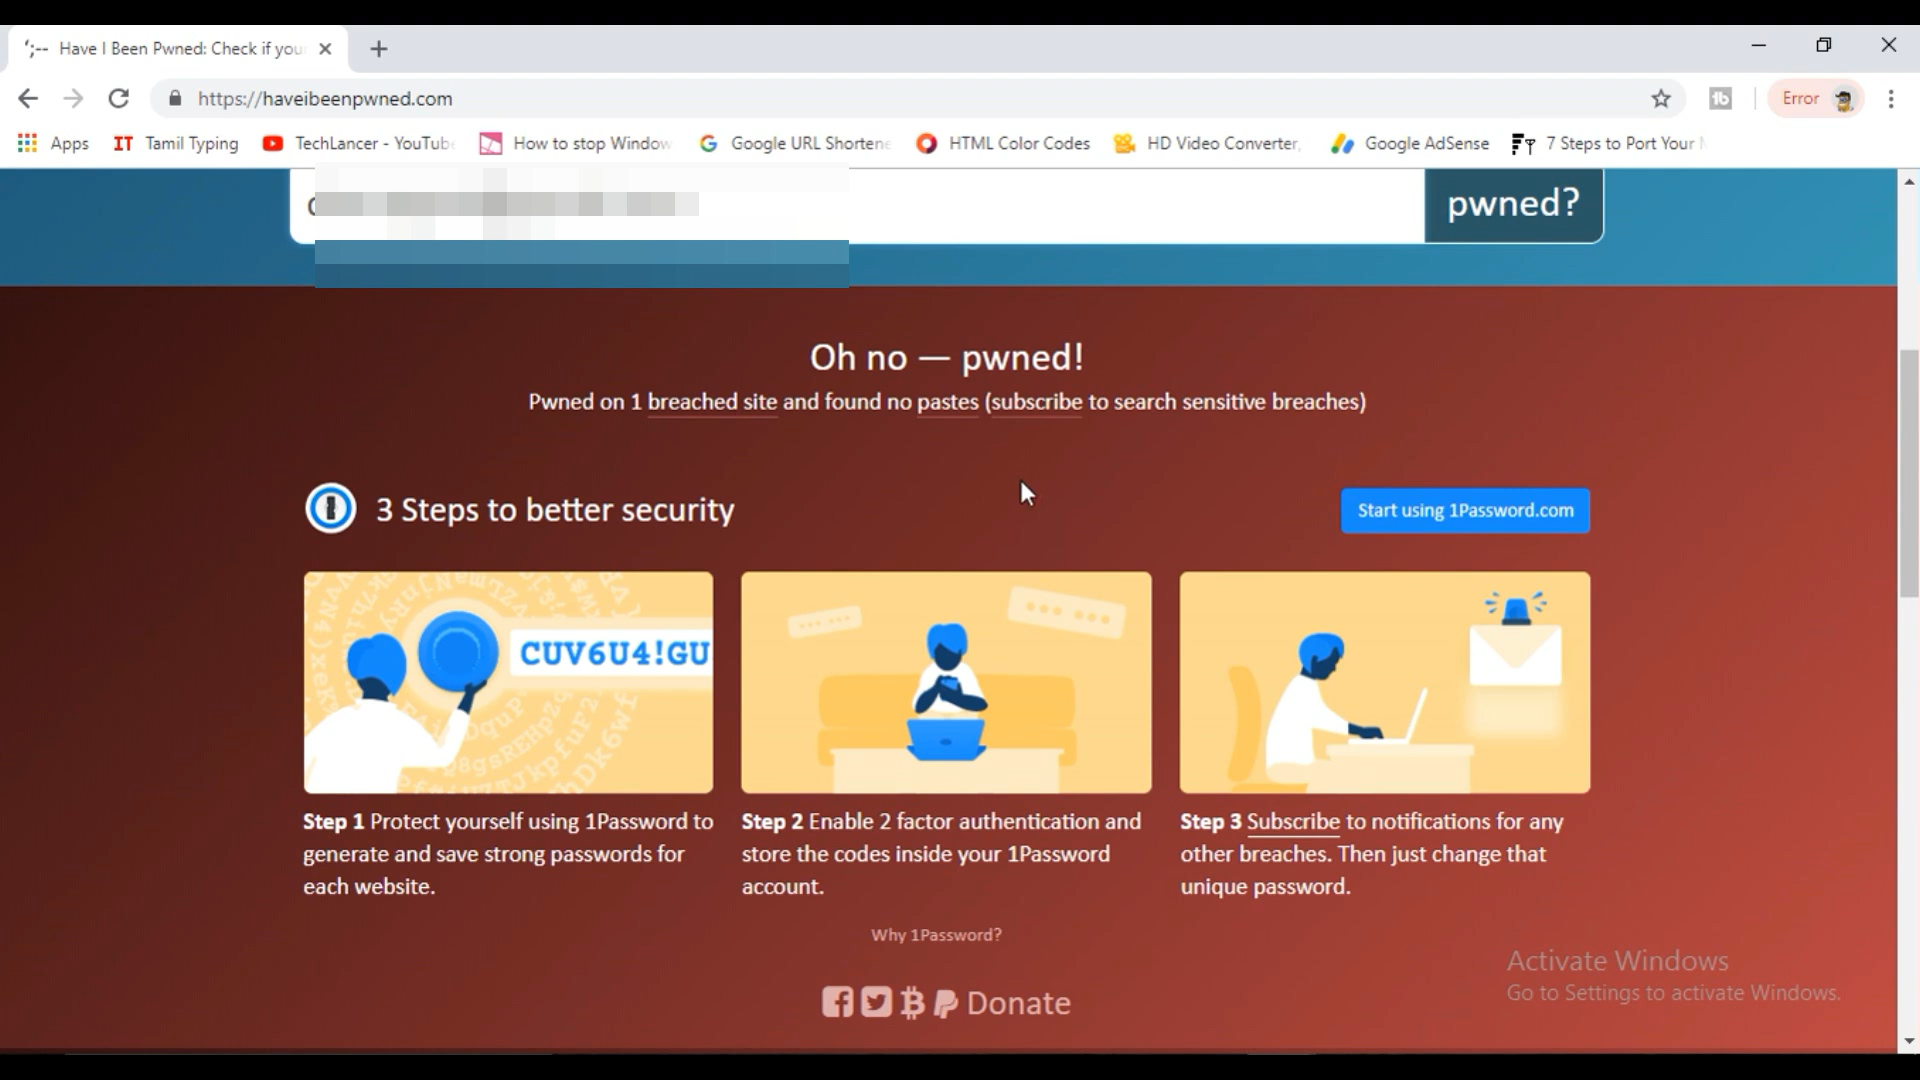 Have I Been Pwned: Check if your
https://haveibeenpwned.com
Error
Apps
Tamil Typing
TechLancer - YouTube
How to stop Window
Google URL Shortene
HTML Color Codes
HD Video Converter,
Google AdSense
7 Steps to Port Your
pwned?
Oh no — pwned!
Pwned on 1 breached site and found no pastes (subscribe to search sensitive breaches)
3 Steps to better security
Start using 1Password.com
CUV6U4!GU
Step 1 Protect yourself using 1Password to
generate and save strong passwords for
each website.
Step 2 Enable 2 factor authentication and
store the codes inside your 1Password
account.
Step 3 Subscribe to notifications for any
other breaches. Then just change that
unique password.
Why 1Password?
Donate
Activate Windows
Go to Settings to activate Windows.